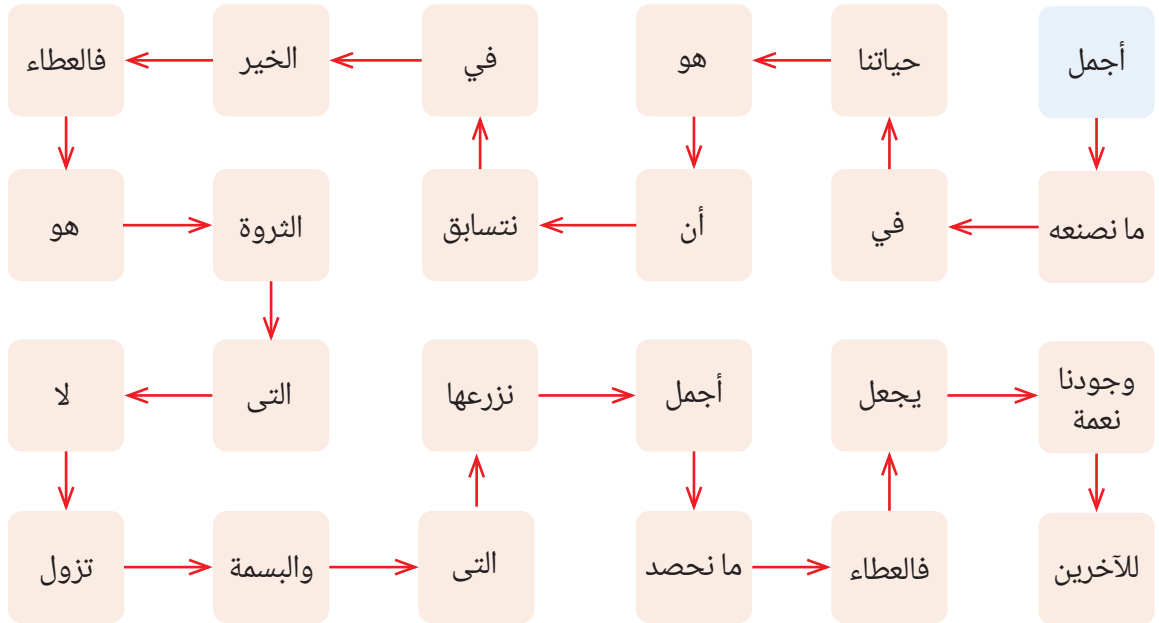 أجمل
ما نصنعه
في
حياتنا
هو
أن
نتسابق
في
الخير
فالعطاء
هو
الثروة
التى
لا
تزول
والبسمة
التى
نزرعها
أجمل
ما نحصد
فالعطاء
يجعل
وجودنا
نعمة
للآخرين